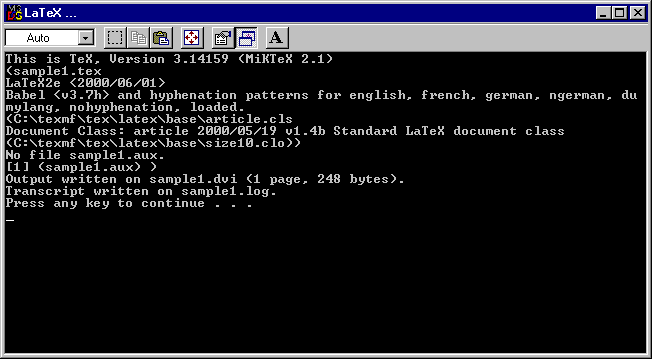 LaTeX ...
Auto
A
This is TeX, Version 3.14159 (MiKTeX 2.1)
(sample1.tex
LaTeX2e <2000/06/01>
Babel <v3.7h> and hyphenation patterns for english, french, german, ngerman, du
mylang, nohyphenation, loaded.
(C:\texmf\tex\latex\base\article.cls
Document Class: article 2000/05/19 v1.4b Standard LaTeX document class
(C:\texmf\tex\latex\base\size10.clo))
No file sample1.aux.
[1] (sample1.aux) )
Output written on sample1.dvi (1 page, 248 bytes).
Transcript written on sample1.log.
Press any key to continue . . .
_